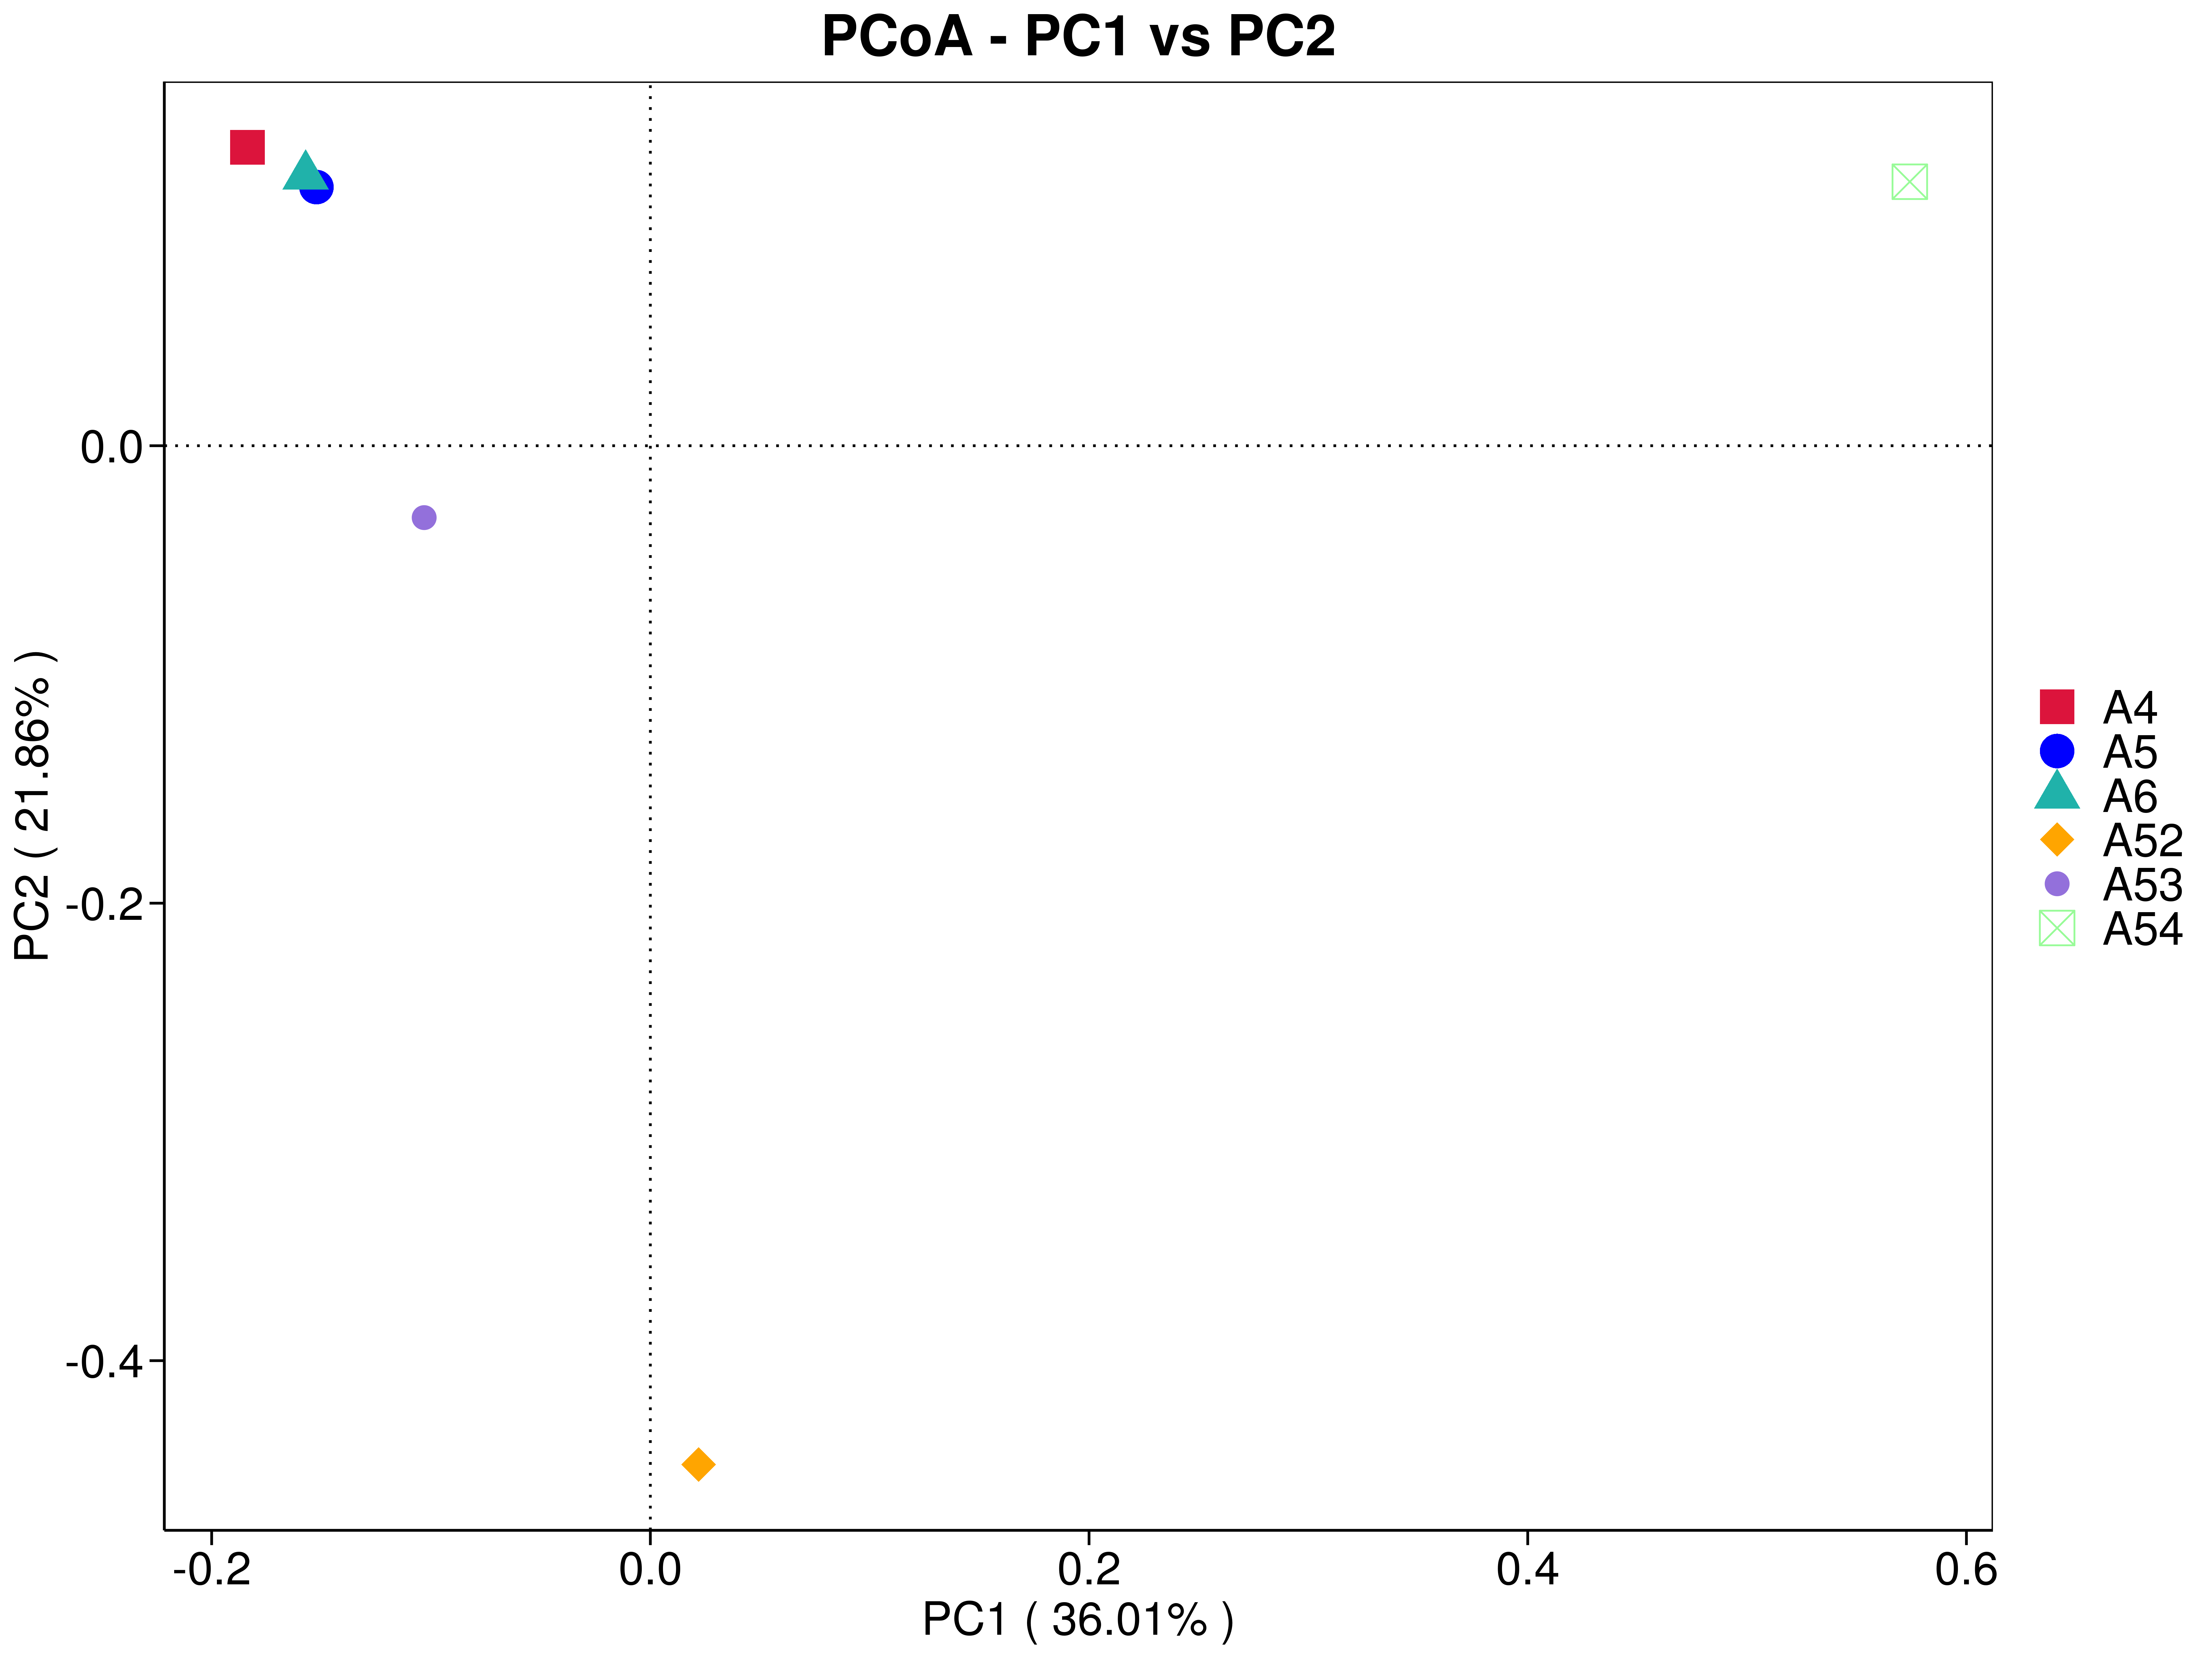 PCoA - PC1 vs PC2
0.0
-0.2
-0.4
PC2 ( 21.86% )
-0.2
0.0
0.2
0.4
0.6
PC1 ( 36.01% )
A4
A5
A6
A52
A53
A54